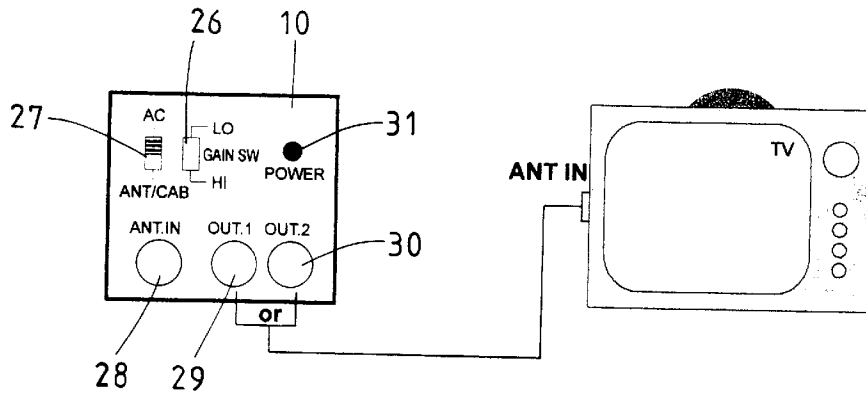 26
10
27
AC
LO
GAIN SW
HI
ANT/CAB
31
POWER
ANT IN
TV
ANT.IN
OUT.1
OUT.2
30
or
28
29